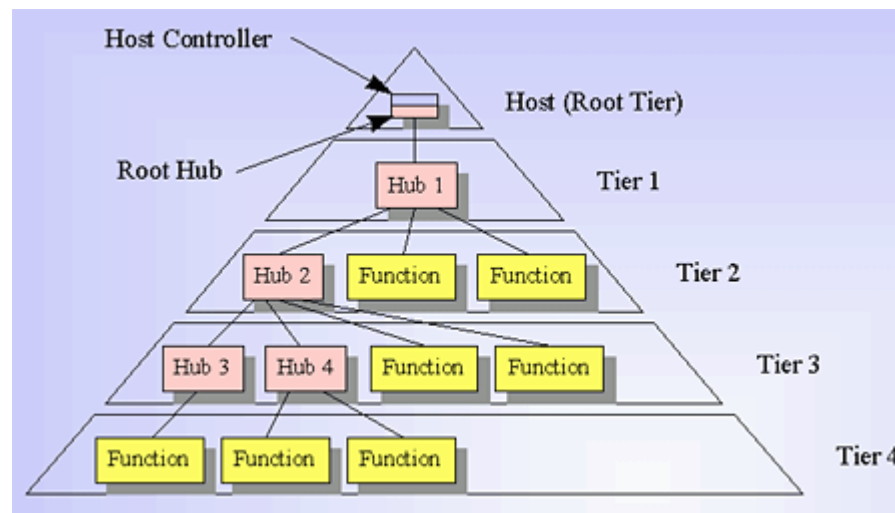 Host Controller
Host (Root Tier)
Root Hub
Hub 1
Tier 1
Hub 2
Function
Function
Tier 2
Hub 3
Hub 4
Function
Function
Tier 3
Function
Function
Function
Tier 4